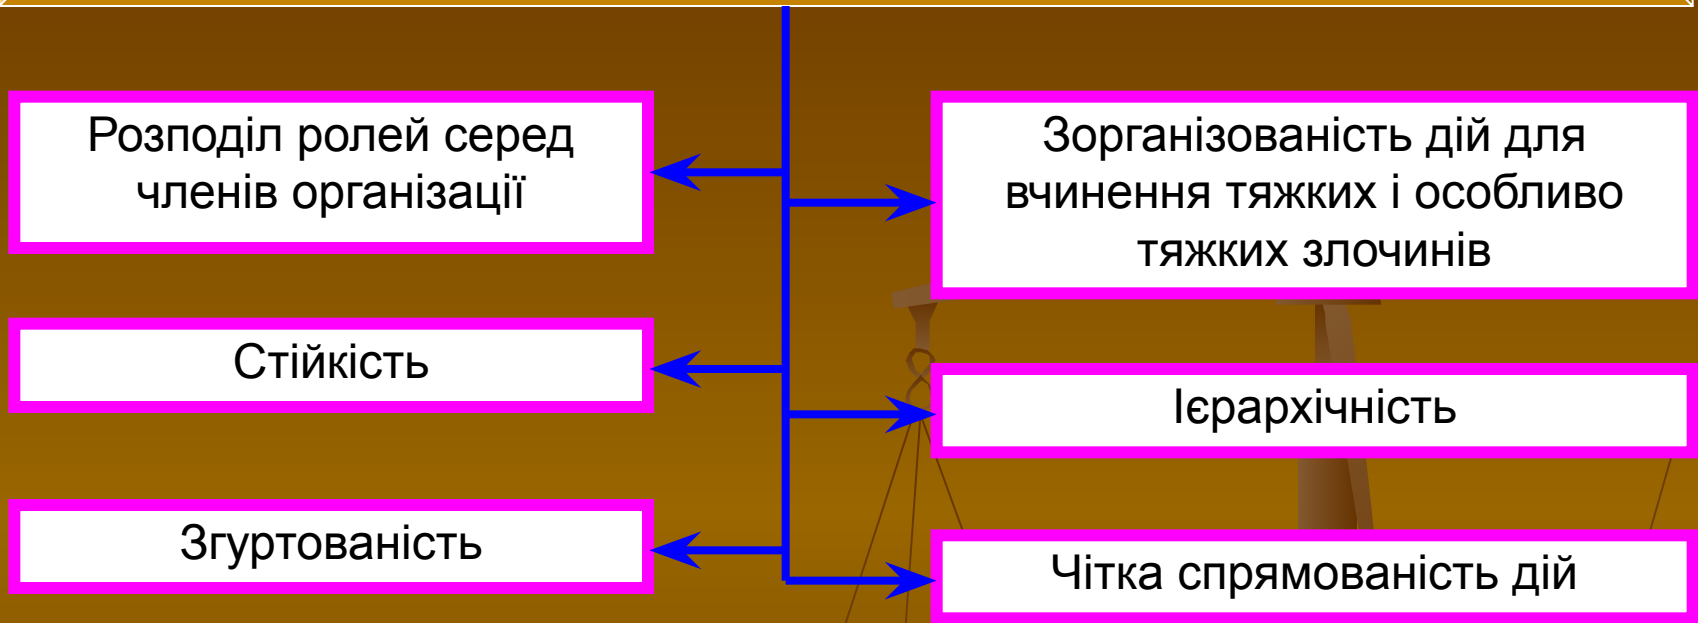 Розподіл ролей серед
членів організації
Зорганізованість дій для
вчинення тяжких і особливо
тяжких злочинів
Стійкість
Ієрархічність
Згуртованість
Чітка спрямованість дій